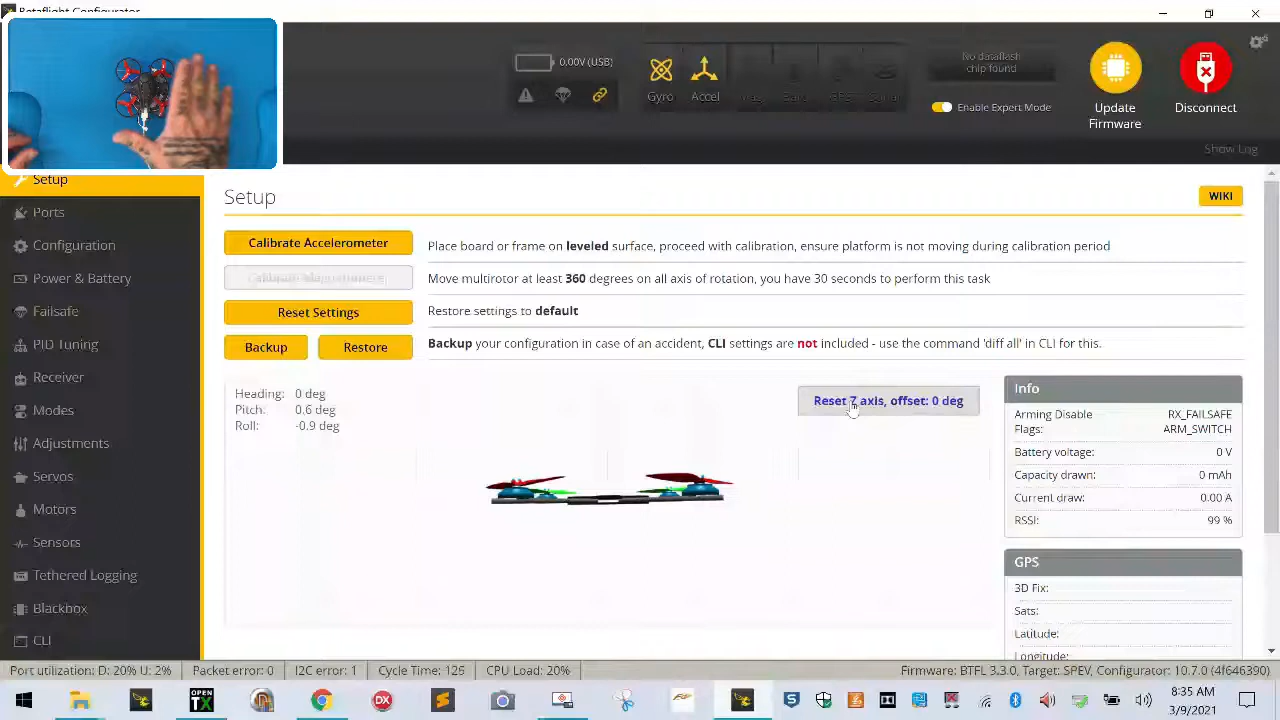 Betaflight Configurator
0.00V (USB)
No dataflash
chip found
Gyro
Accel
Enable Expert Mode
Update
Firmware
Disconnect
Show Log
Setup
Ports
Configuration
Power & Battery
Failsafe
PID Tuning
Receiver
Modes
Adjustments
Servos
Motors
Sensors
Tethered Logging
Blackbox
CLI
Setup
WIKI
Calibrate Accelerometer
Place board or frame on leveled surface, proceed with calibration, ensure platform is not moving during calibration period
Calibrate Magnetometer
Move multirotor at least 360 degrees on all axis of rotation, you have 30 seconds to perform this task
Reset Settings
Restore settings to default
Backup
Restore
Backup your configuration in case of an accident, CLI settings are not included - use the command 'diff all' in CLI for this.
Heading: 0 deg
Pitch: 0.6 deg
Roll: -0.9 deg
Reset Z axis, offset: 0 deg
Info
Arming Disable Flags: RX_FAILSAFE
ARM_SWITCH
Battery voltage: 0 V
Capacity drawn: 0 mAh
Current draw: 0.00 A
RSSI: 99 %
GPS
3D Fix:
Sats:
Latitude:
Longitude:
Port utilization: D: 20% U: 2%
Packet error: 0
I2C error: 1
Cycle Time: 126
CPU Load: 20%
Firmware: BTFL 3.3.0, Target: SPEV, Configurator: 10.7.0 (4f646390)
OPEN
TX
DX
8:35 AM
3/9/2021